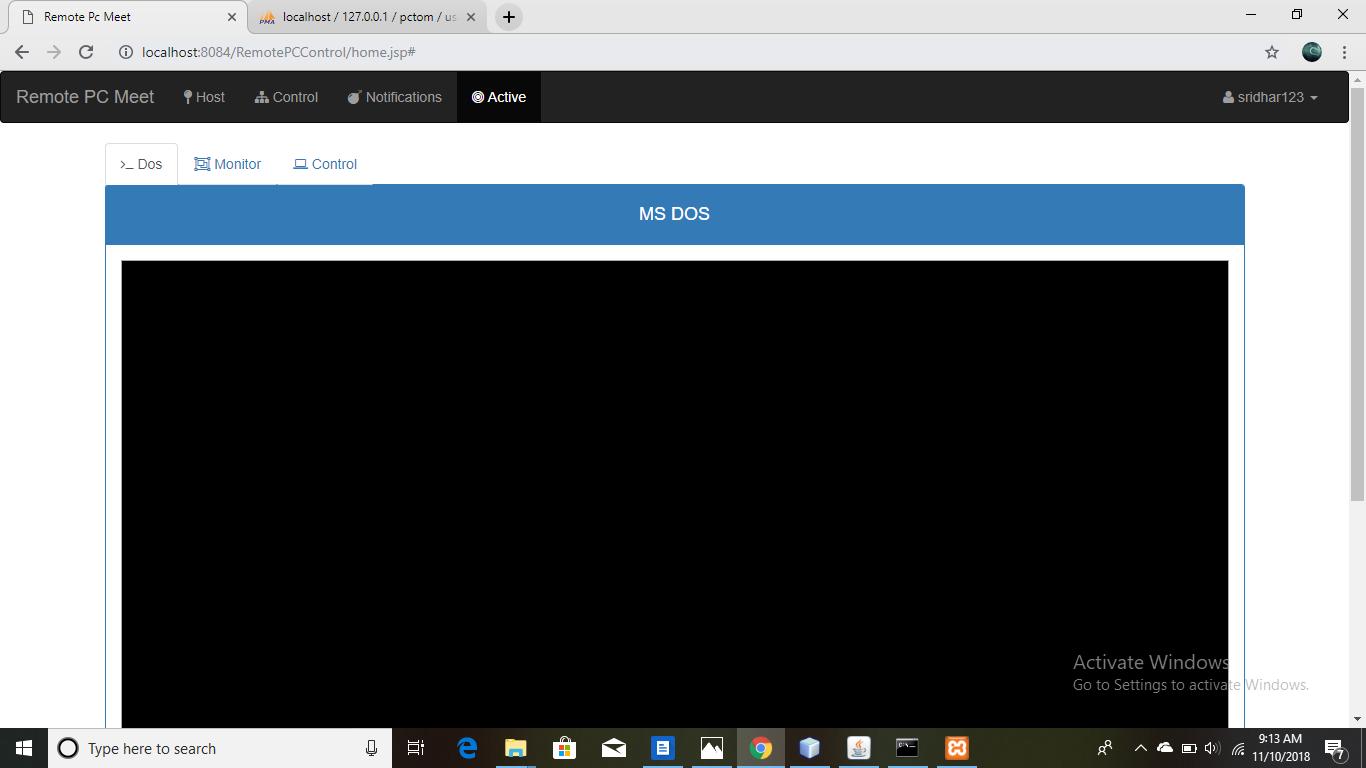 Remote Pc Meet
PMA localhost / 127.0.0.1 / pctom / us
localhost:8084/RemotePCControl/home.jsp#
Remote PC Meet Host Control Notifications Active sridhar123
>_ Dos Monitor Control
MS DOS
Activate Windows
Go to Settings to activate Windows.
Type here to search
9:13 AM
11/10/2018
7